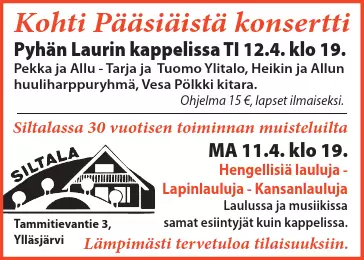 Kohti Pääsiäistä konsertti
Pyhän Laurin kappelissa TI 12.4. klo 19.
Pekka ja Allu - Tarja ja Tuomo Ylitalo, Heikin ja Allun
huuliharppuryhmä, Vesa Pölkki kitara.
Ohjelma 15 €, lapset ilmaiseksi.
Siltalassa 30 vuotisen toiminnan muisteluilta
SILTALA
Tammitievantie 3,
Ylläsjärvi
MA 11.4. klo 19.
Hengellisiä lauluja -
Lapinlauluja - Kansanlauluja
Laulussa ja musiikissa
samat esiintyjät kuin kappelissa.
Lämpimästi tervetuloa tilaisuuksiin.